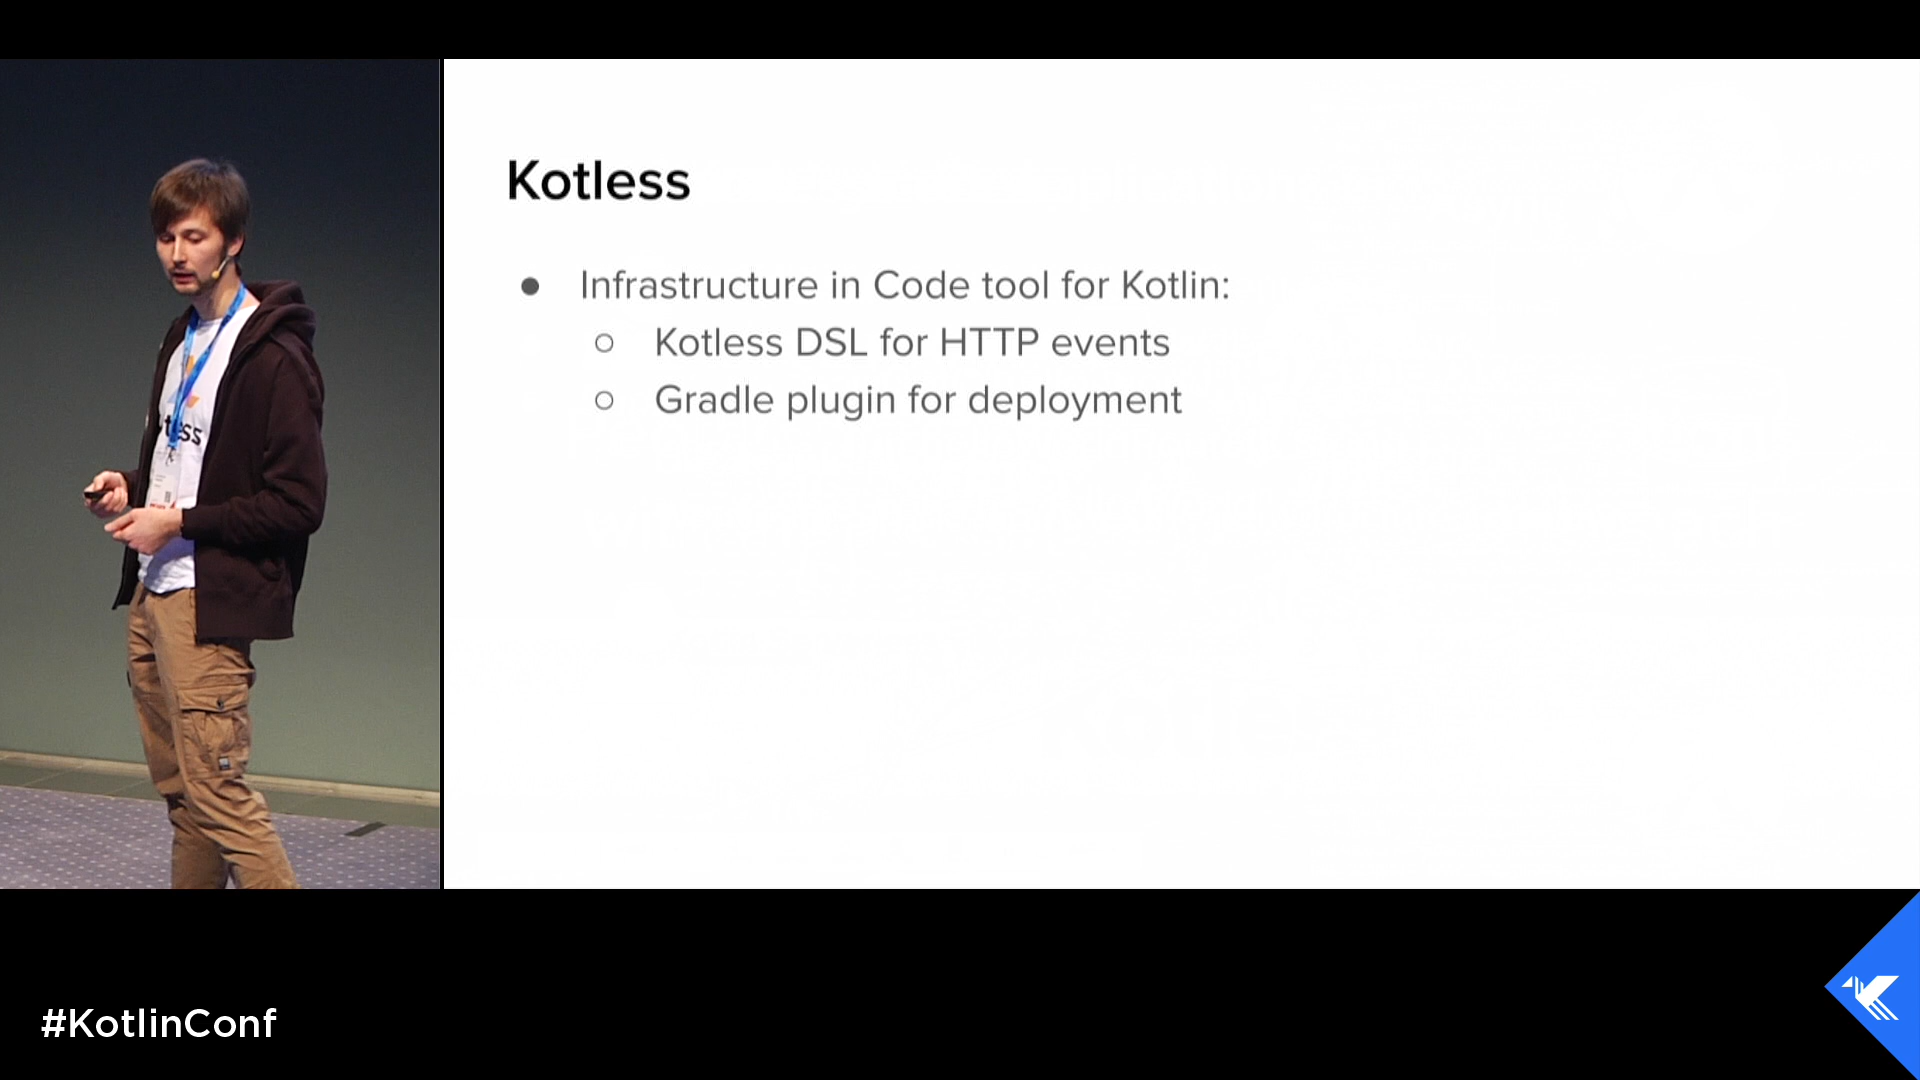 Kotless
● Infrastructure in Code tool for Kotlin:
○ Kotless DSL for HTTP events
○ Gradle plugin for deployment
#KotlinConf